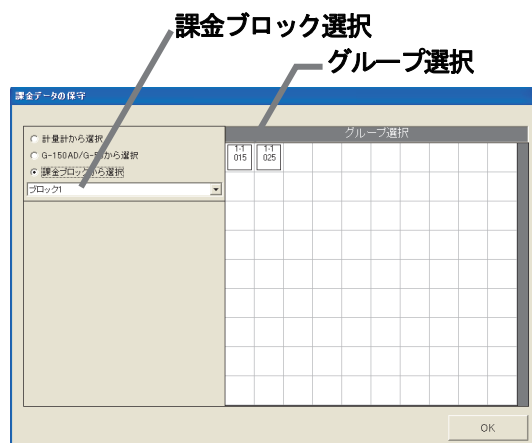 課金ブロック選択
グループ選択
課金データの保守
計量計から選択
グループ選択
G-150AD/G-50から選択
課金ブロックから選択
ブロック1
1-1
015
1-1
025
OK